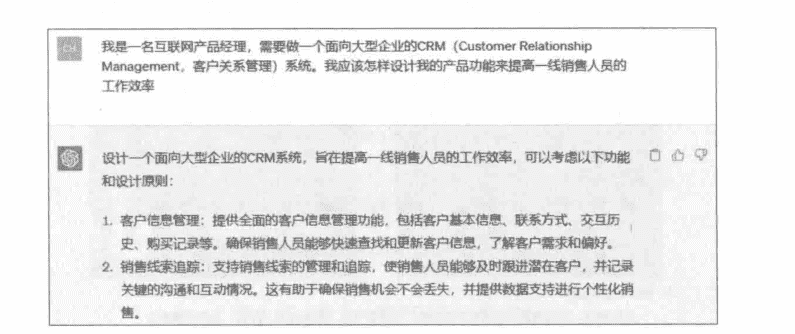 我是一名互联网产品经理，需要做一个面向大型企业的CRM（Customer Relationship
Management，客户关系管理）系统。我应该怎样设计我的产品功能来提高一线销售人员的
工作效率
设计一个面向大型企业的CRM系统，旨在提高一线销售人员的工作效率，可以考虑以下功能
和设计原则：
1. 客户信息管理：提供全面的客户信息管理功能，包括客户基本信息、联系方式、交互历
史、购买记录等。确保销售人员能够快速查找和更新客户信息，了解客户需求和偏好。
2. 销售线索追踪：支持销售线索的管理和追踪，使销售人员能够及时跟进潜在客户，并记录
关键的沟通和互动情况。这有助于确保销售机会不会丢失，并提供数据支持进行个性化销
售。